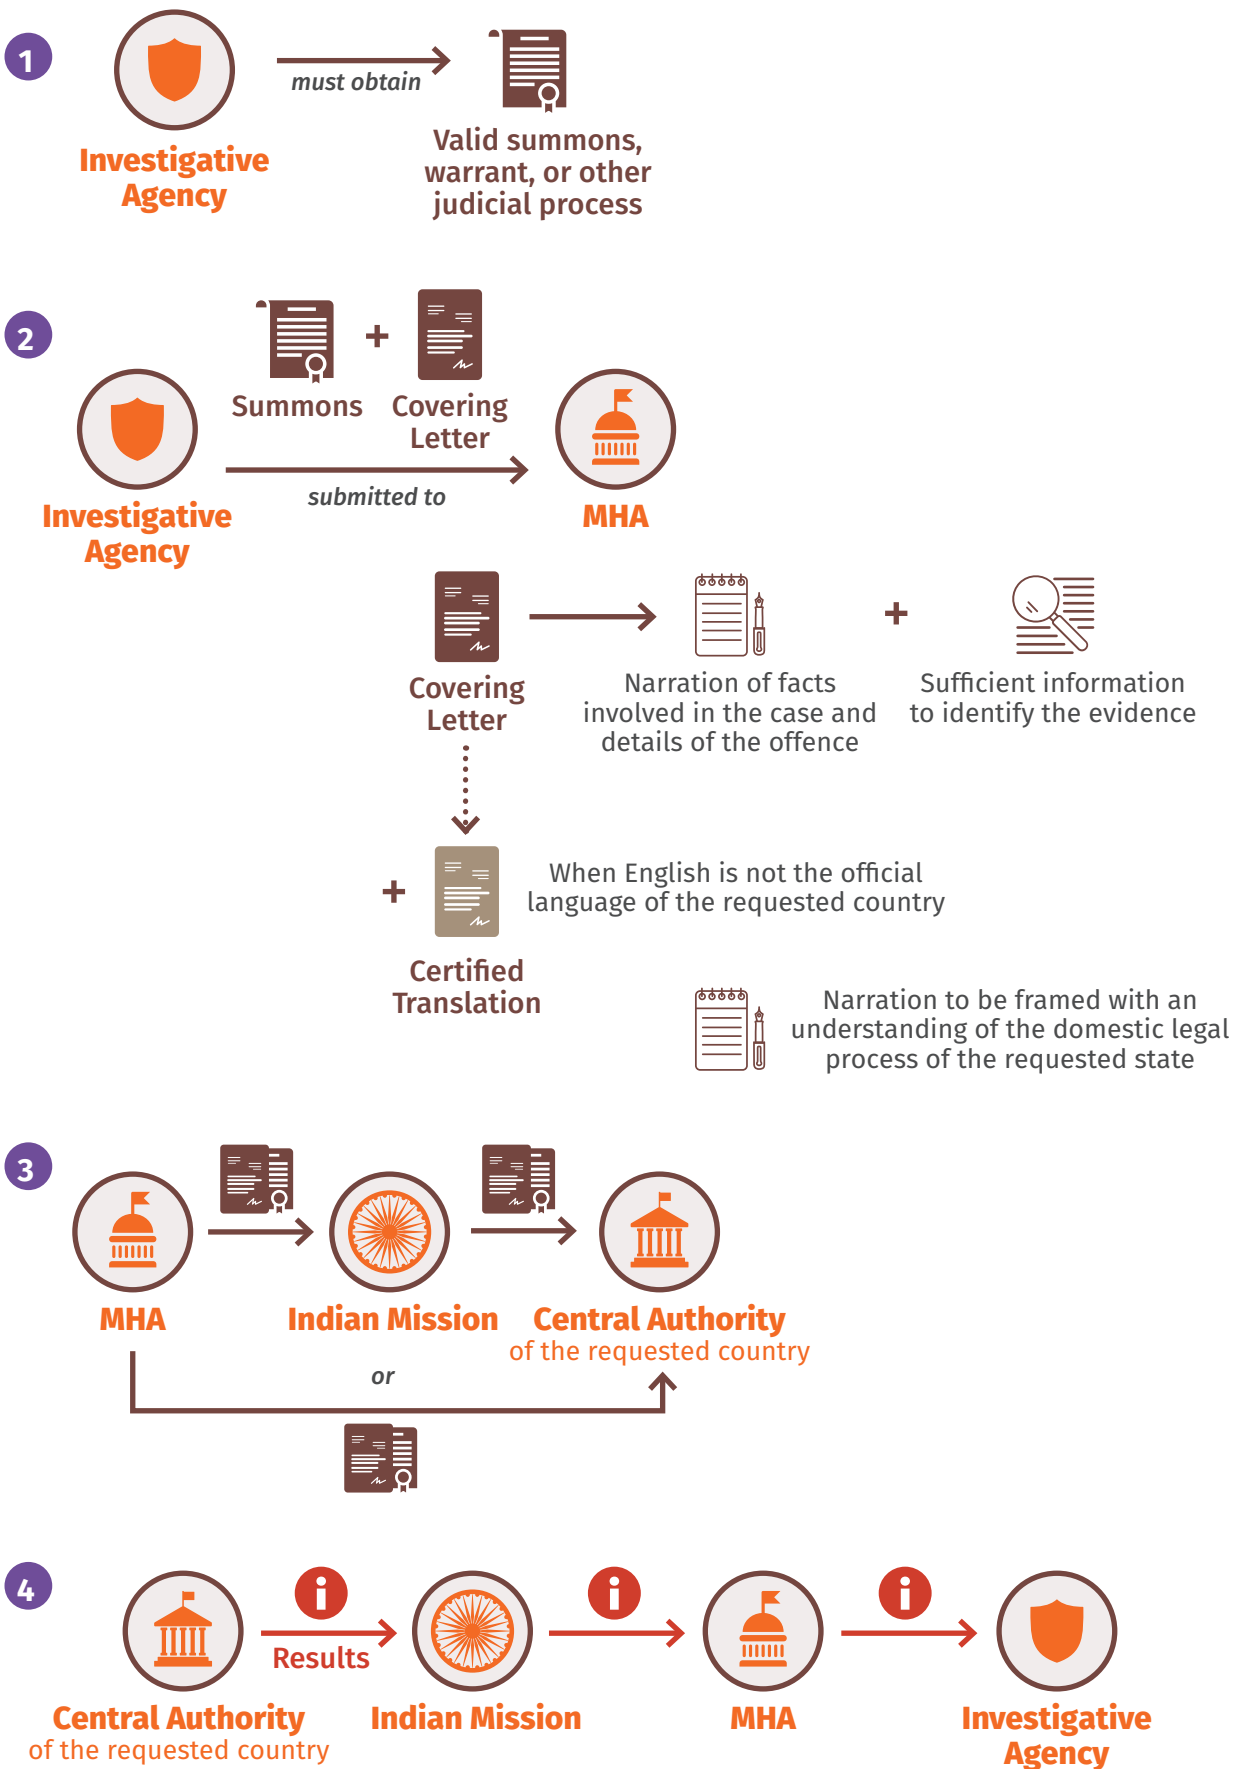 1
must obtain
Investigative
Agency
Valid summons,
warrant, or other
judicial process
2
Summons
Covering
Letter
submitted to
Investigative
Agency
MHA
Covering
Letter
Narration of facts
involved in the case and
details of the offence
Sufficient information
to identify the evidence
+
+
+
When English is not the official
language of the requested country
Certified
Translation
Narration to be framed with an
understanding of the domestic legal
process of the requested state
3
MHA
Indian Mission
Central Authority
of the requested country
or
4
i
i
i
Results
Central Authority
of the requested country
Indian Mission
MHA
Investigative
Agency